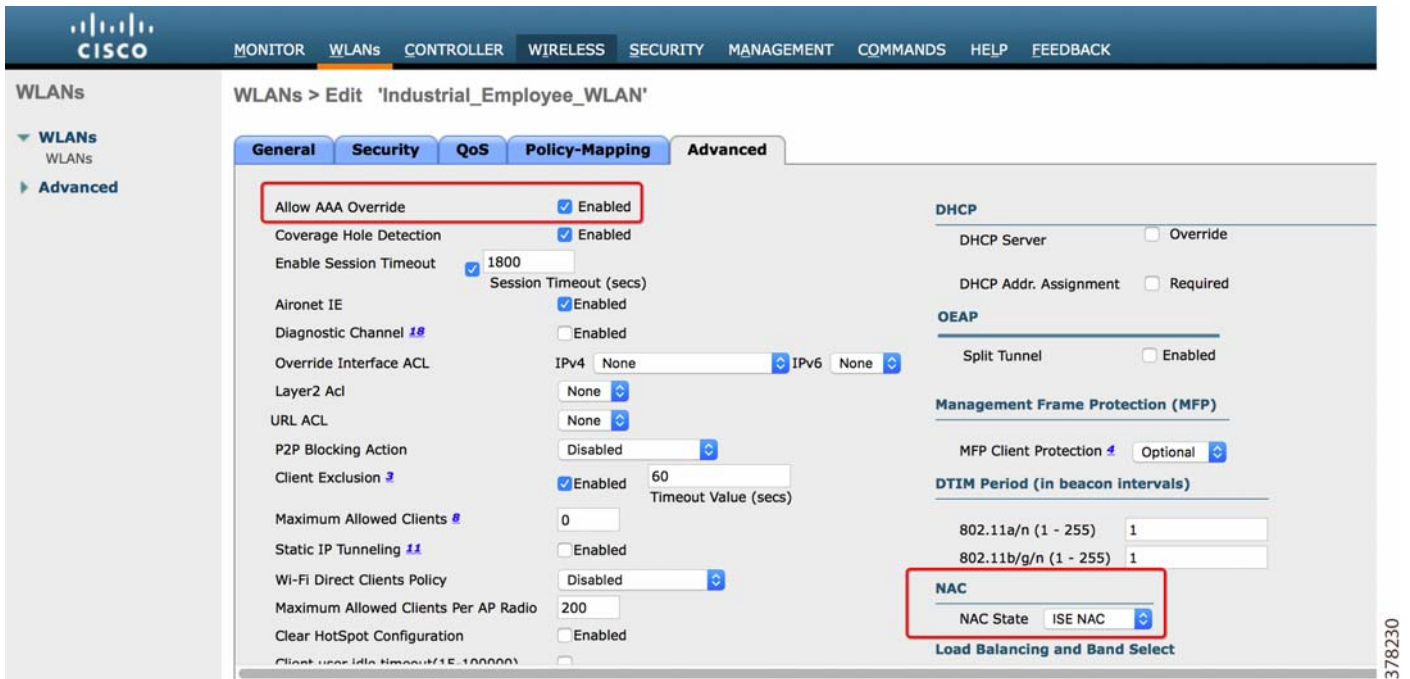 CISCO
MONITOR WLANs CONTROLLER WIRELESS SECURITY MANAGEMENT COMMANDS HELP FEEDBACK
WLANs
WLANs
WLANs
Advanced
WLANs > Edit 'Industrial_Employee_WLAN'
General Security QoS Policy-Mapping Advanced
Allow AAA Override Enabled
Coverage Hole Detection Enabled
Enable Session Timeout 1800
Session Timeout (secs)
Aironet IE Enabled
Diagnostic Channel 18 Enabled
Override Interface ACL IPv4 None IPv6 None
Layer2 Acl None
URL ACL None
P2P Blocking Action Disabled
Client Exclusion 3 Enabled 60
Timeout Value (secs)
Maximum Allowed Clients 8 0
Static IP Tunneling 11 Enabled
Wi-Fi Direct Clients Policy Disabled
Maximum Allowed Clients Per AP Radio 200
Clear HotSpot Configuration Enabled
Client user idle timeout(15-100000)
DHCP
DHCP Server Override
DHCP Addr. Assignment Required
OEAP
Split Tunnel Enabled
Management Frame Protection (MFP)
MFP Client Protection 4 Optional
DTIM Period (in beacon intervals)
802.11a/n (1 - 255) 1
802.11b/g/n (1 - 255) 1
NAC
NAC State ISE NAC
Load Balancing and Band Select
378230